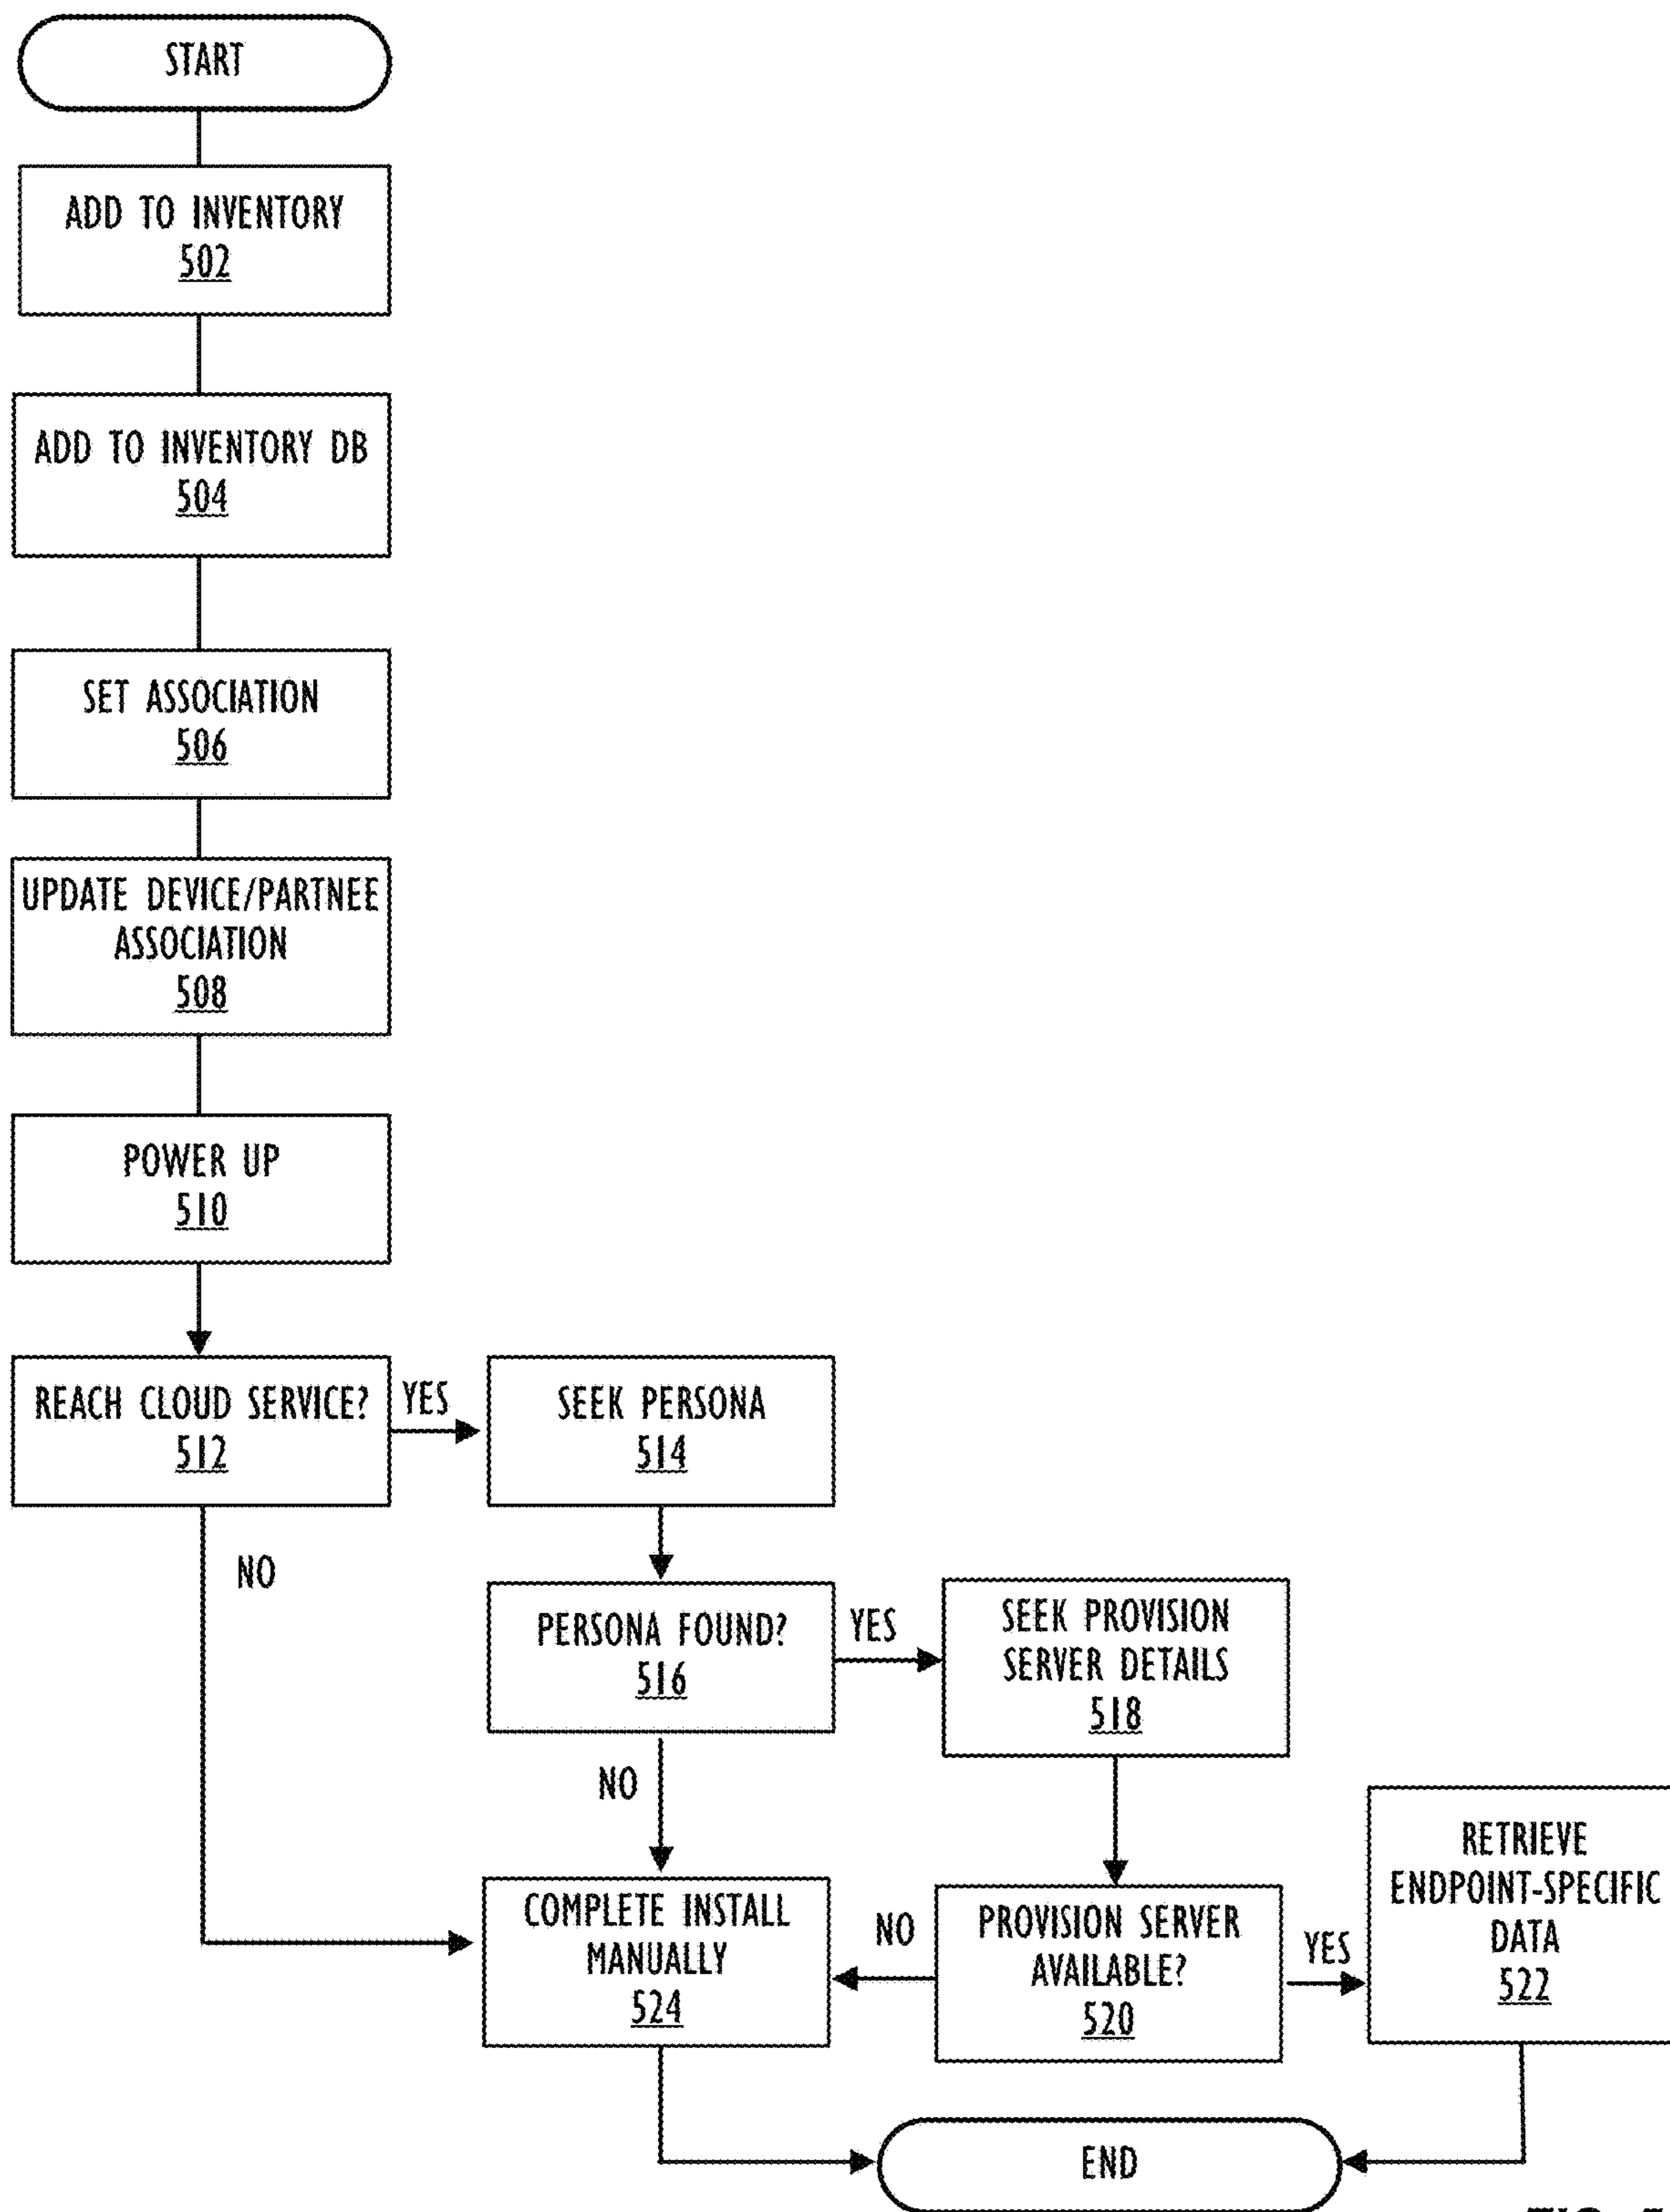 START
ADD TO INVENTORY
502
ADD TO INVENTORY DB
504
SET ASSOCIATION
506
UPDATE DEVICE/PARTNEE
ASSOCIATION
508
POWER UP
510
REACH CLOUD SERVICE?
512
YES
SEEK PERSONA
514
NO
PERSONA FOUND?
516
YES
SEEK PROVISION
SERVER DETAILS
518
NO
COMPLETE INSTALL
MANUALLY
524
NO
PROVISION SERVER
AVAILABLE?
520
YES
RETRIEVE
ENDPOINT-SPECIFIC
DATA
522
END